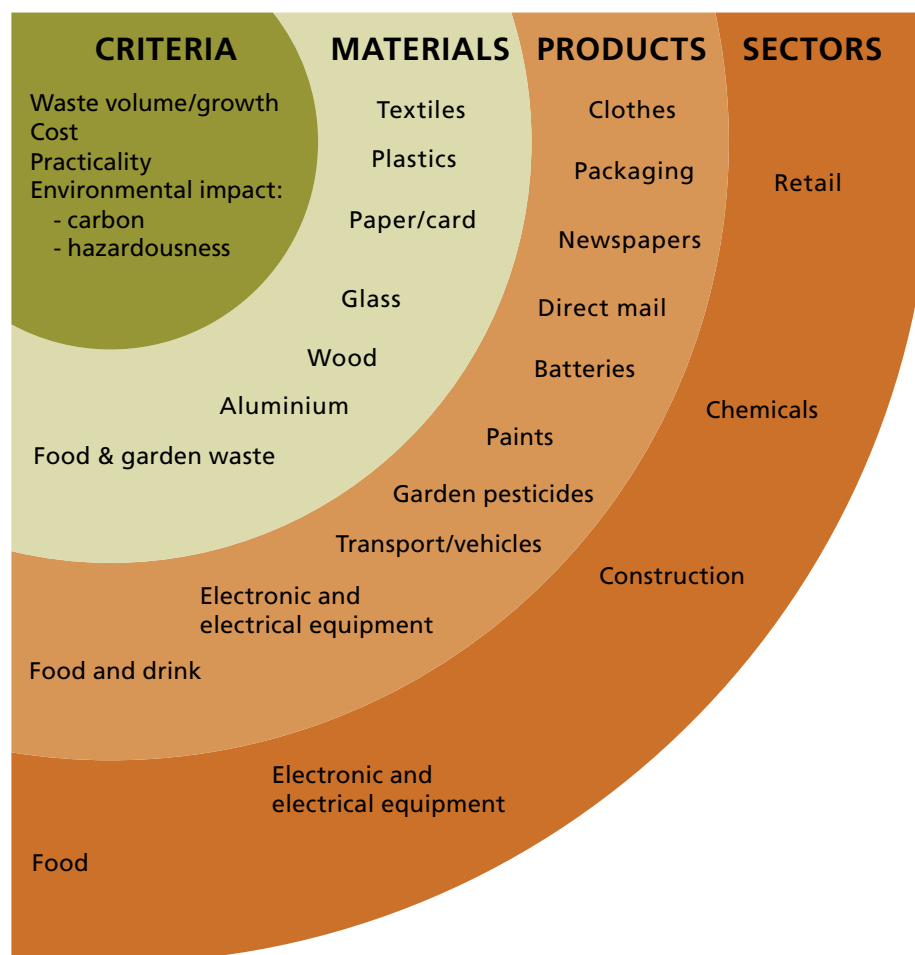 CRITERIA
Waste volume/growth
Cost
Practicality
Environmental impact:
- carbon
- hazardousness
MATERIALS
Textiles
Plastics
Paper/card
Glass
Wood
Aluminium
Food & garden waste
PRODUCTS
Clothes
Packaging
Newspapers
Direct mail
Batteries
Paints
Garden pesticides
Transport/vehicles
Electronic and
electrical equipment
Food and drink
SECTORS
Retail
Chemicals
Construction
Electronic and
electrical equipment
Food